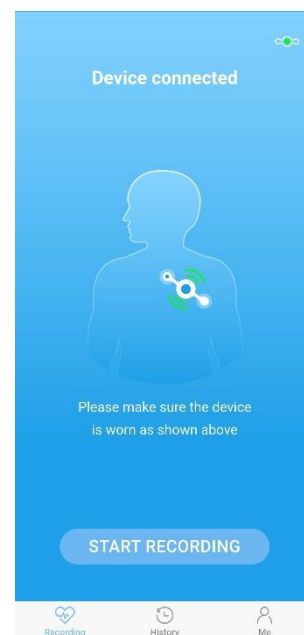 Device connected
Please make sure the device
is worn as shown above
START RECORDING
Recording
History
Me